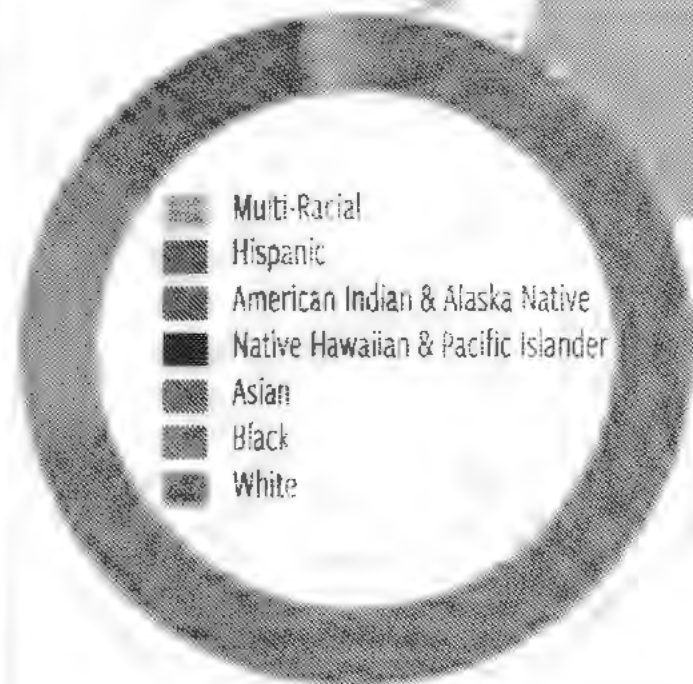 Multi-Racial
Hispanic
American Indian & Alaska Native
Native Hawaiian & Pacific Islander
Asian
Black
White